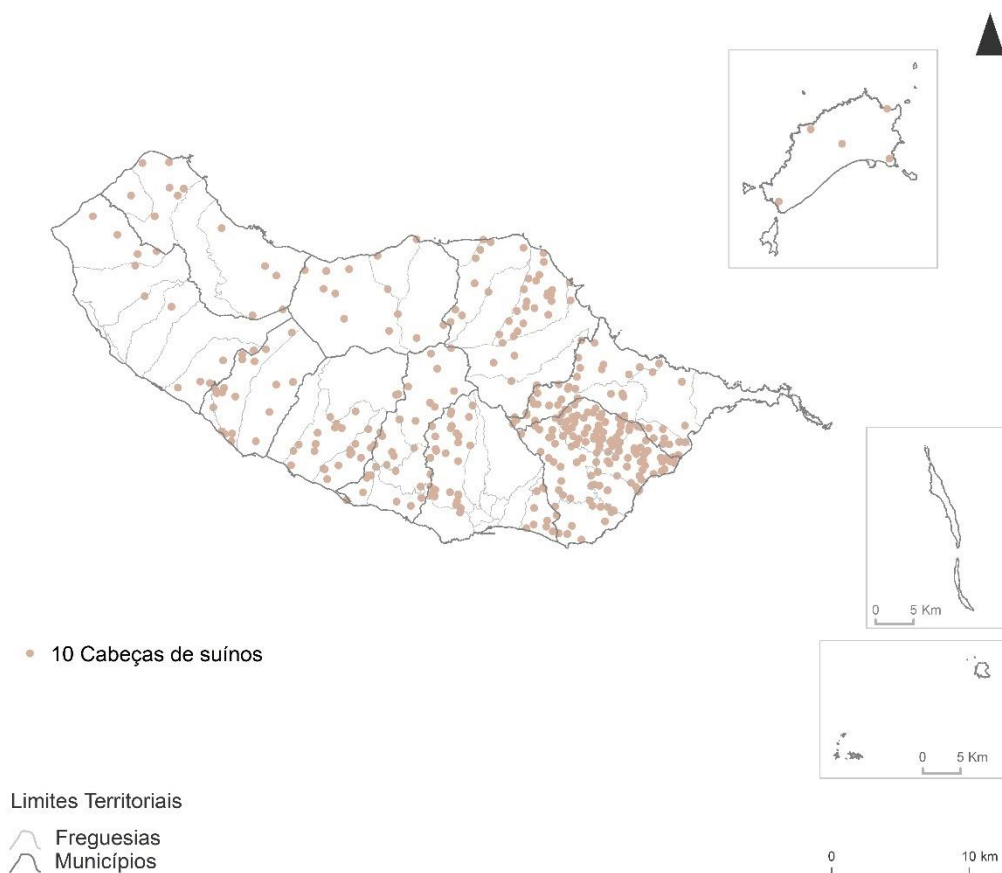 0 5 Km
10 Cabeças de suínos
0 5 Km
Limites Territoriais
Freguesias
Municípios
0 10 km